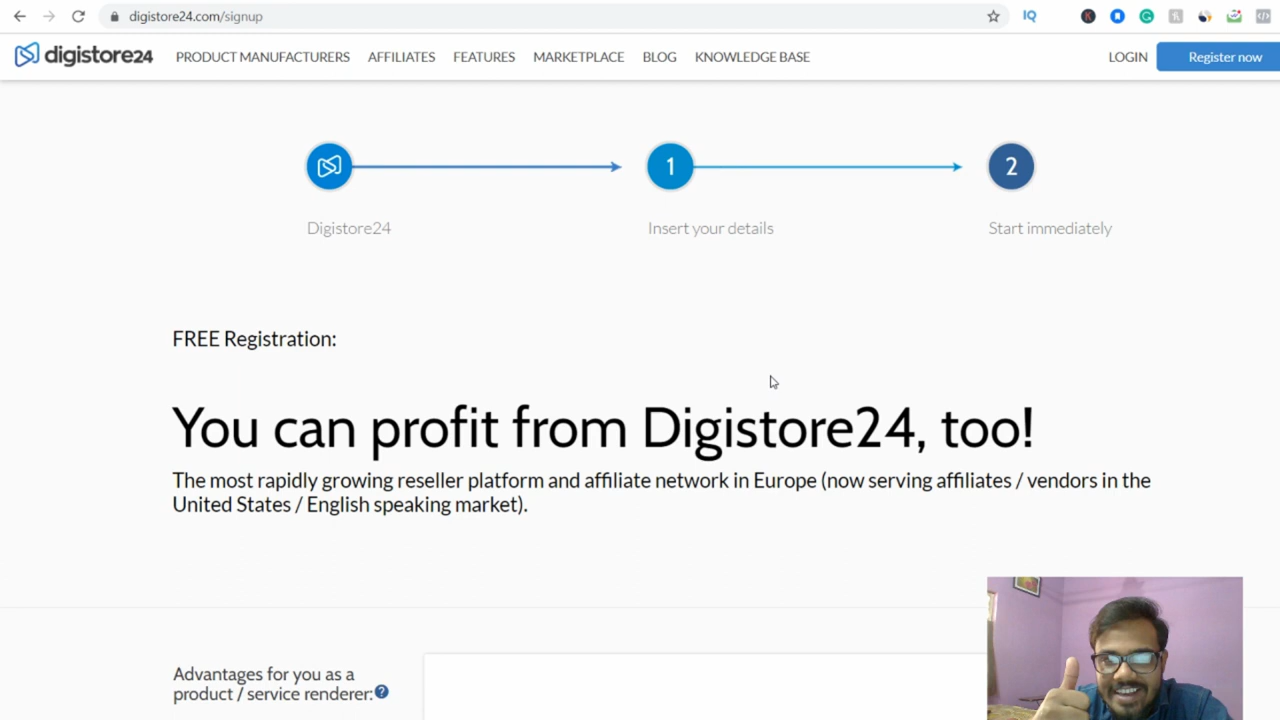 digistore24.com/signup
IQ
K
digistore24 PRODUCT MANUFACTURERS AFFILIATES FEATURES MARKETPLACE BLOG KNOWLEDGE BASE LOGIN Register now
1 2
Digistore24 Insert your details Start immediately
FREE Registration:
You can profit from Digistore24, too!
The most rapidly growing reseller platform and affiliate network in Europe (now serving affiliates / vendors in the
United States / English speaking market).
Advantages for you as a
product / service renderer:?